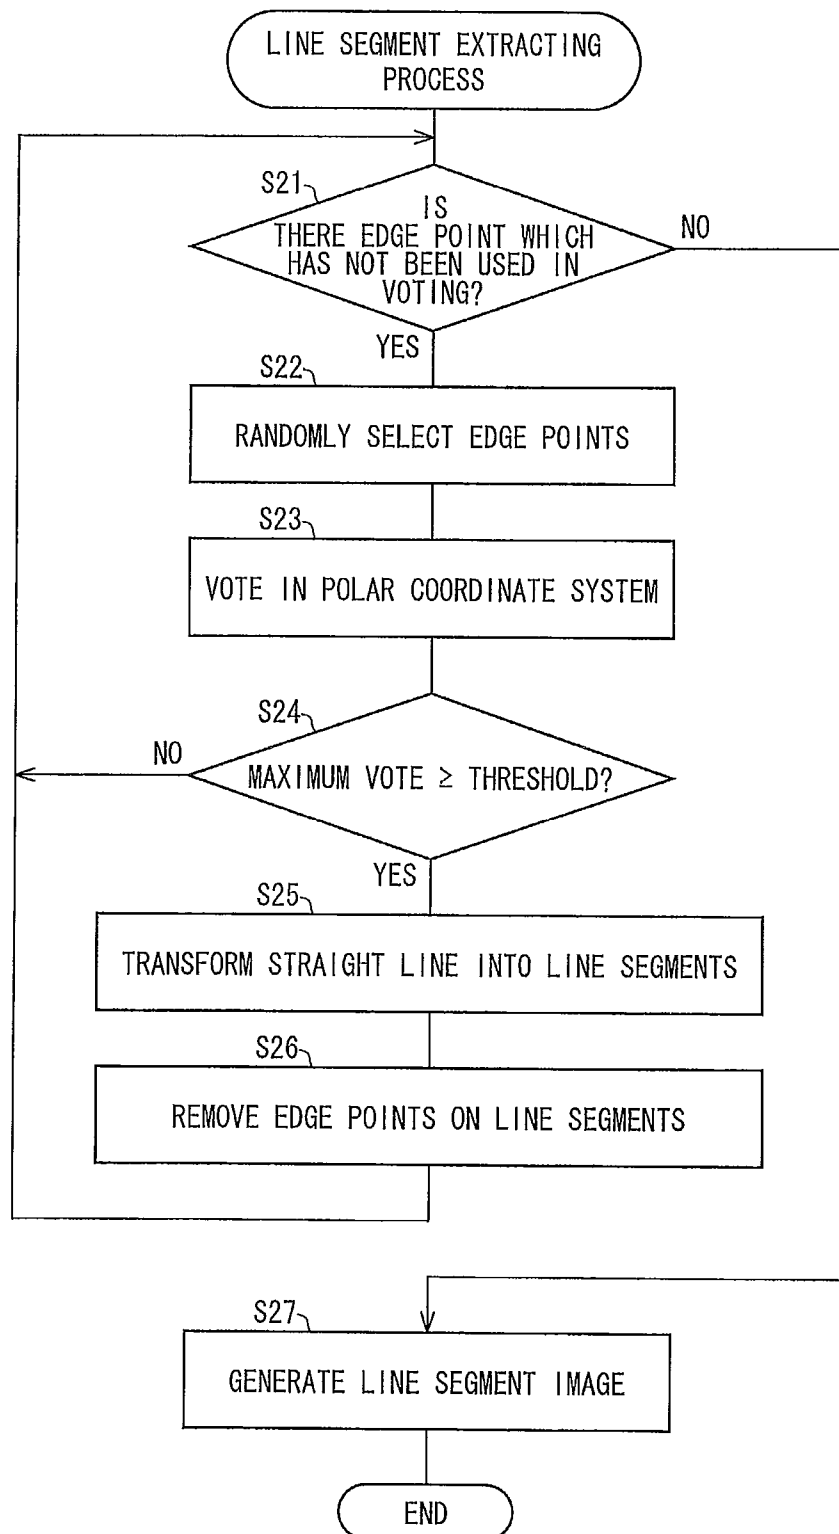 LINE SEGMENT EXTRACTING
PROCESS
S21
IS
THERE EDGE POINT WHICH
HAS NOT BEEN USED IN
VOTING?
NO
YES
S22
RANDOMLY SELECT EDGE POINTS
S23
VOTE IN POLAR COORDINATE SYSTEM
S24
NO
MAXIMUM VOTE ≥ THRESHOLD?
YES
S25
TRANSFORM STRAIGHT LINE INTO LINE SEGMENTS
S26
REMOVE EDGE POINTS ON LINE SEGMENTS
S27
GENERATE LINE SEGMENT IMAGE
END